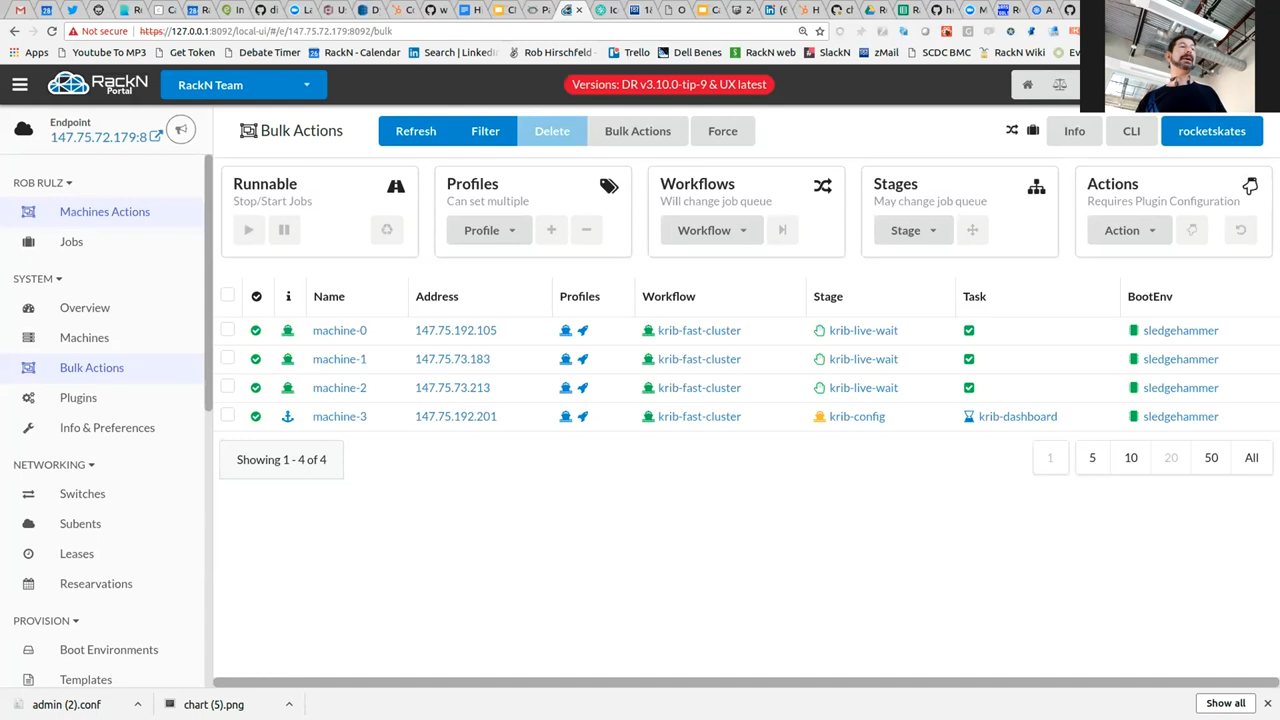 Not secure https://127.0.0.1:8092/local-ui/#/e/147.75.72.179:8092/bulk
Apps YouTube To MP3 Get Token Debate Timer RackN - Calendar Search | LinkedIn Rob Hirschfeld Trello Dell Benes RackN web SlackN zMail SCDC BMC RackN Wiki
RackN Portal
RackN Team
Versions: DR v3.10.0-tip-9 & UX latest
Endpoint
147.75.72.179:8
Bulk Actions
Refresh Filter Delete Bulk Actions Force
Info CLI rocketskates
ROB RULZ
Machines Actions
Jobs
SYSTEM
Overview
Machines
Bulk Actions
Plugins
Info & Preferences
NETWORKING
Switches
Subents
Leases
Researvations
PROVISION
Boot Environments
Templates
Runnable
Stop/Start Jobs
Profiles
Can set multiple
Profile
Workflows
Will change job queue
Workflow
Stages
May change job queue
Stage
Actions
Requires Plugin Configuration
Action
Name Address Profiles Workflow Stage Task BootEnv
machine-0 147.75.192.105 krib-fast-cluster krib-live-wait sledgehammer
machine-1 147.75.73.183 krib-fast-cluster krib-live-wait sledgehammer
machine-2 147.75.73.213 krib-fast-cluster krib-live-wait sledgehammer
machine-3 147.75.192.201 krib-fast-cluster krib-config krib-dashboard sledgehammer
Showing 1 - 4 of 4
1 5 10 20 50 All
admin (2).conf chart (5).png Show all